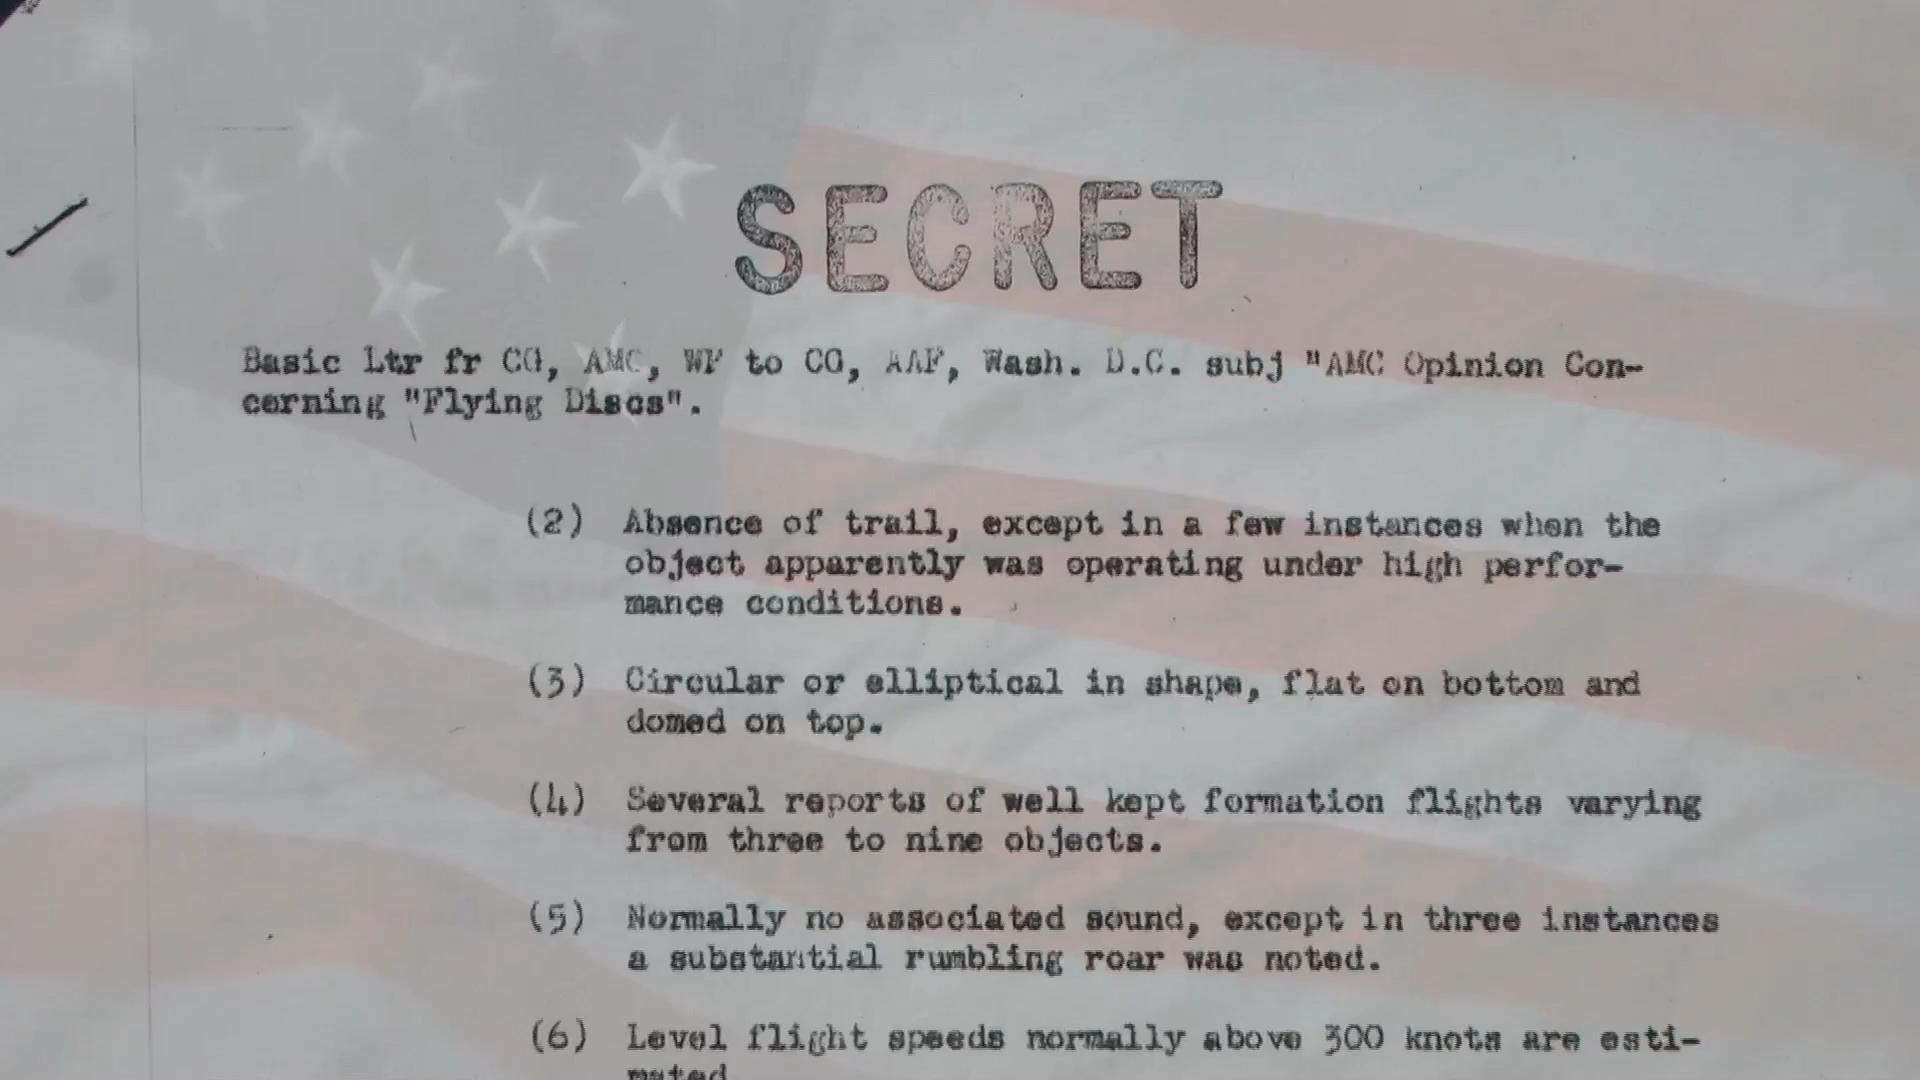 SECRET
Basic Ltr fr CG, AMC, WF to CG, AAF, Wash. D.C. subj "AMC Opinion Con-
cerning "Flying Discs".
(2) Absence of trail, except in a few instances when the
object apparently was operating under high perfor-
mance conditions.
(3) Circular or elliptical in shape, flat on bottom and
domed on top.
(4) Several reports of well kept formation flights varying
from three to nine objects.
(5) Normally no associated sound, except in three instances
a substantial rumbling roar was noted.
(6) Level flight speeds normally above 300 knots are esti-
mated